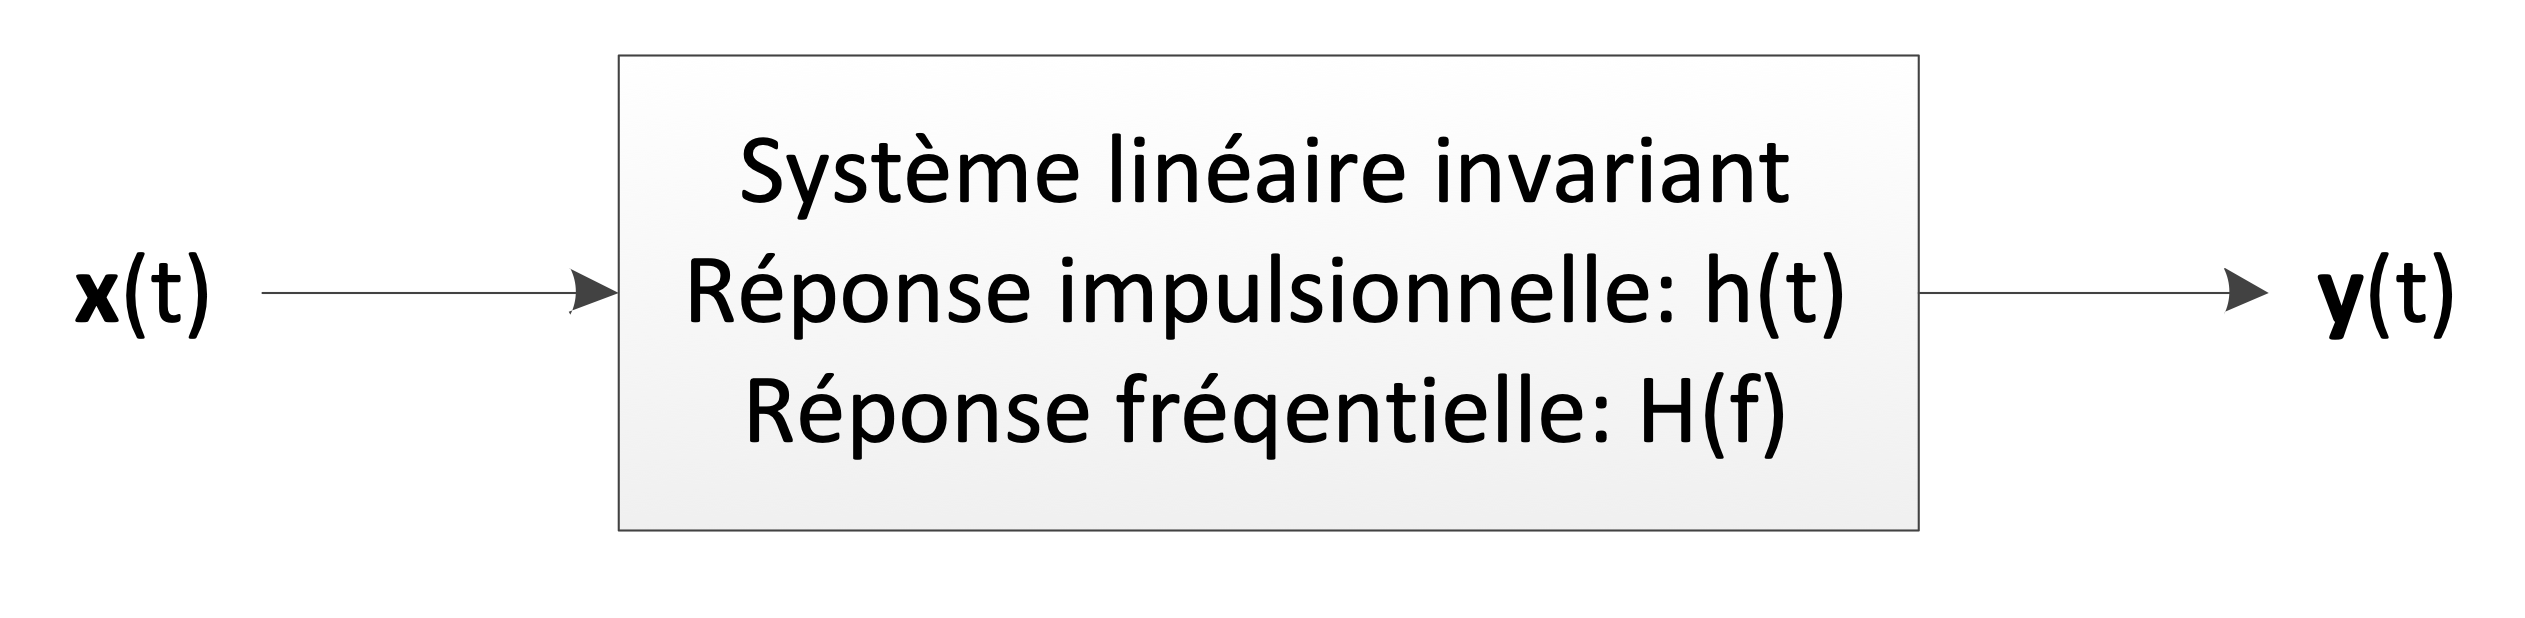 x(t)
Système linéaire invariant
Réponse impulsionnelle: h(t)
Réponse fréqentielle: H(f)
y(t)